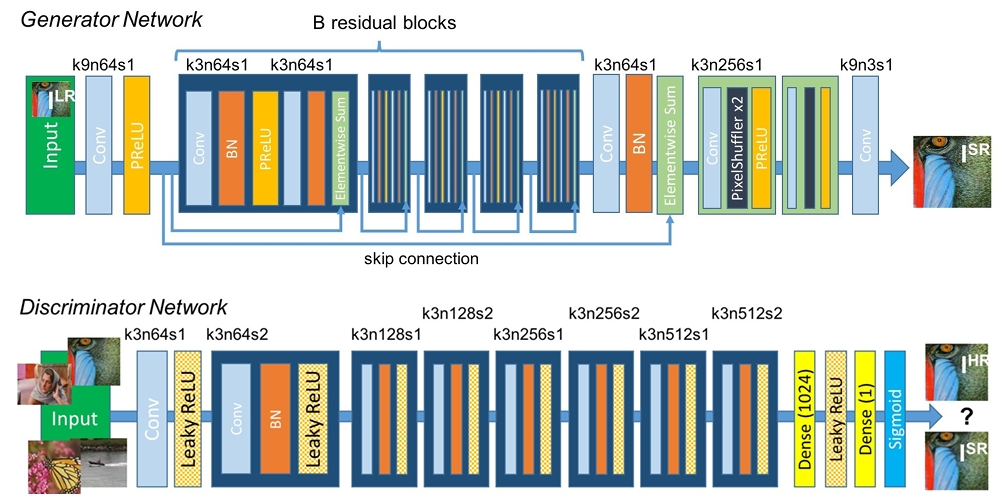 Generator Network
B residual blocks
k9n64s1
k3n64s1
k3n64s1
k3n64s1
k3n256s1
k9n3s1
LR
Input
Conv
PReLU
Conv
BN
PReLU
Elementwise Sum
Conv
BN
Elementwise Sum
Conv
PixelShuffler x2
PReLU
Conv
SR
skip connection
Discriminator Network
k3n64s1
k3n64s2
k3n128s1
k3n128s2
k3n256s1
k3n256s2
k3n512s1
k3n512s2
Input
Conv
Leaky ReLU
Conv
BN
Leaky ReLU
Dense (1024)
Leaky ReLU
Dense (1)
Sigmoid
HR
?
SR